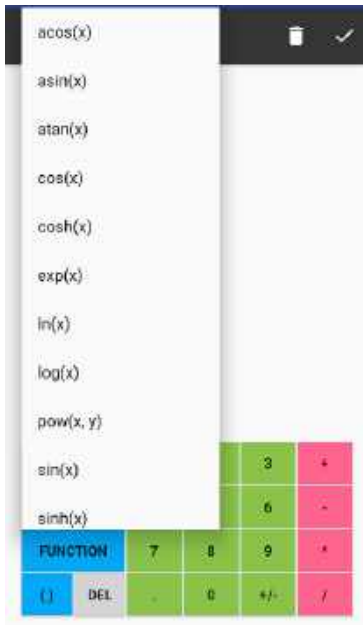 acos(x)
asin(x)
atan(x)
cos(x)
cosh(x)
exp(x)
ln(x)
log(x)
pow(x, y)
sin(x) 3 +
sinh(x) 6 -
FUNCTION 7 8 9 *
( ) DEL . 0 +/- /